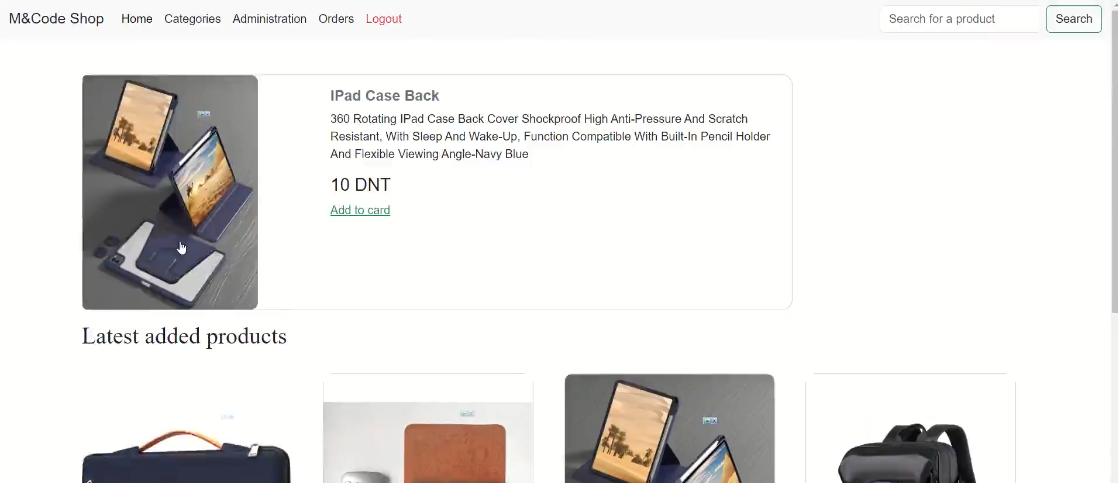 M&Code Shop Home Categories Administration Orders Logout Search for a product Search
IPad Case Back
360 Rotating IPad Case Back Cover Shockproof High Anti-Pressure And Scratch
Resistant, With Sleep And Wake-Up, Function Compatible With Built-In Pencil Holder
And Flexible Viewing Angle-Navy Blue
10 DNT
Add to card
Latest added products